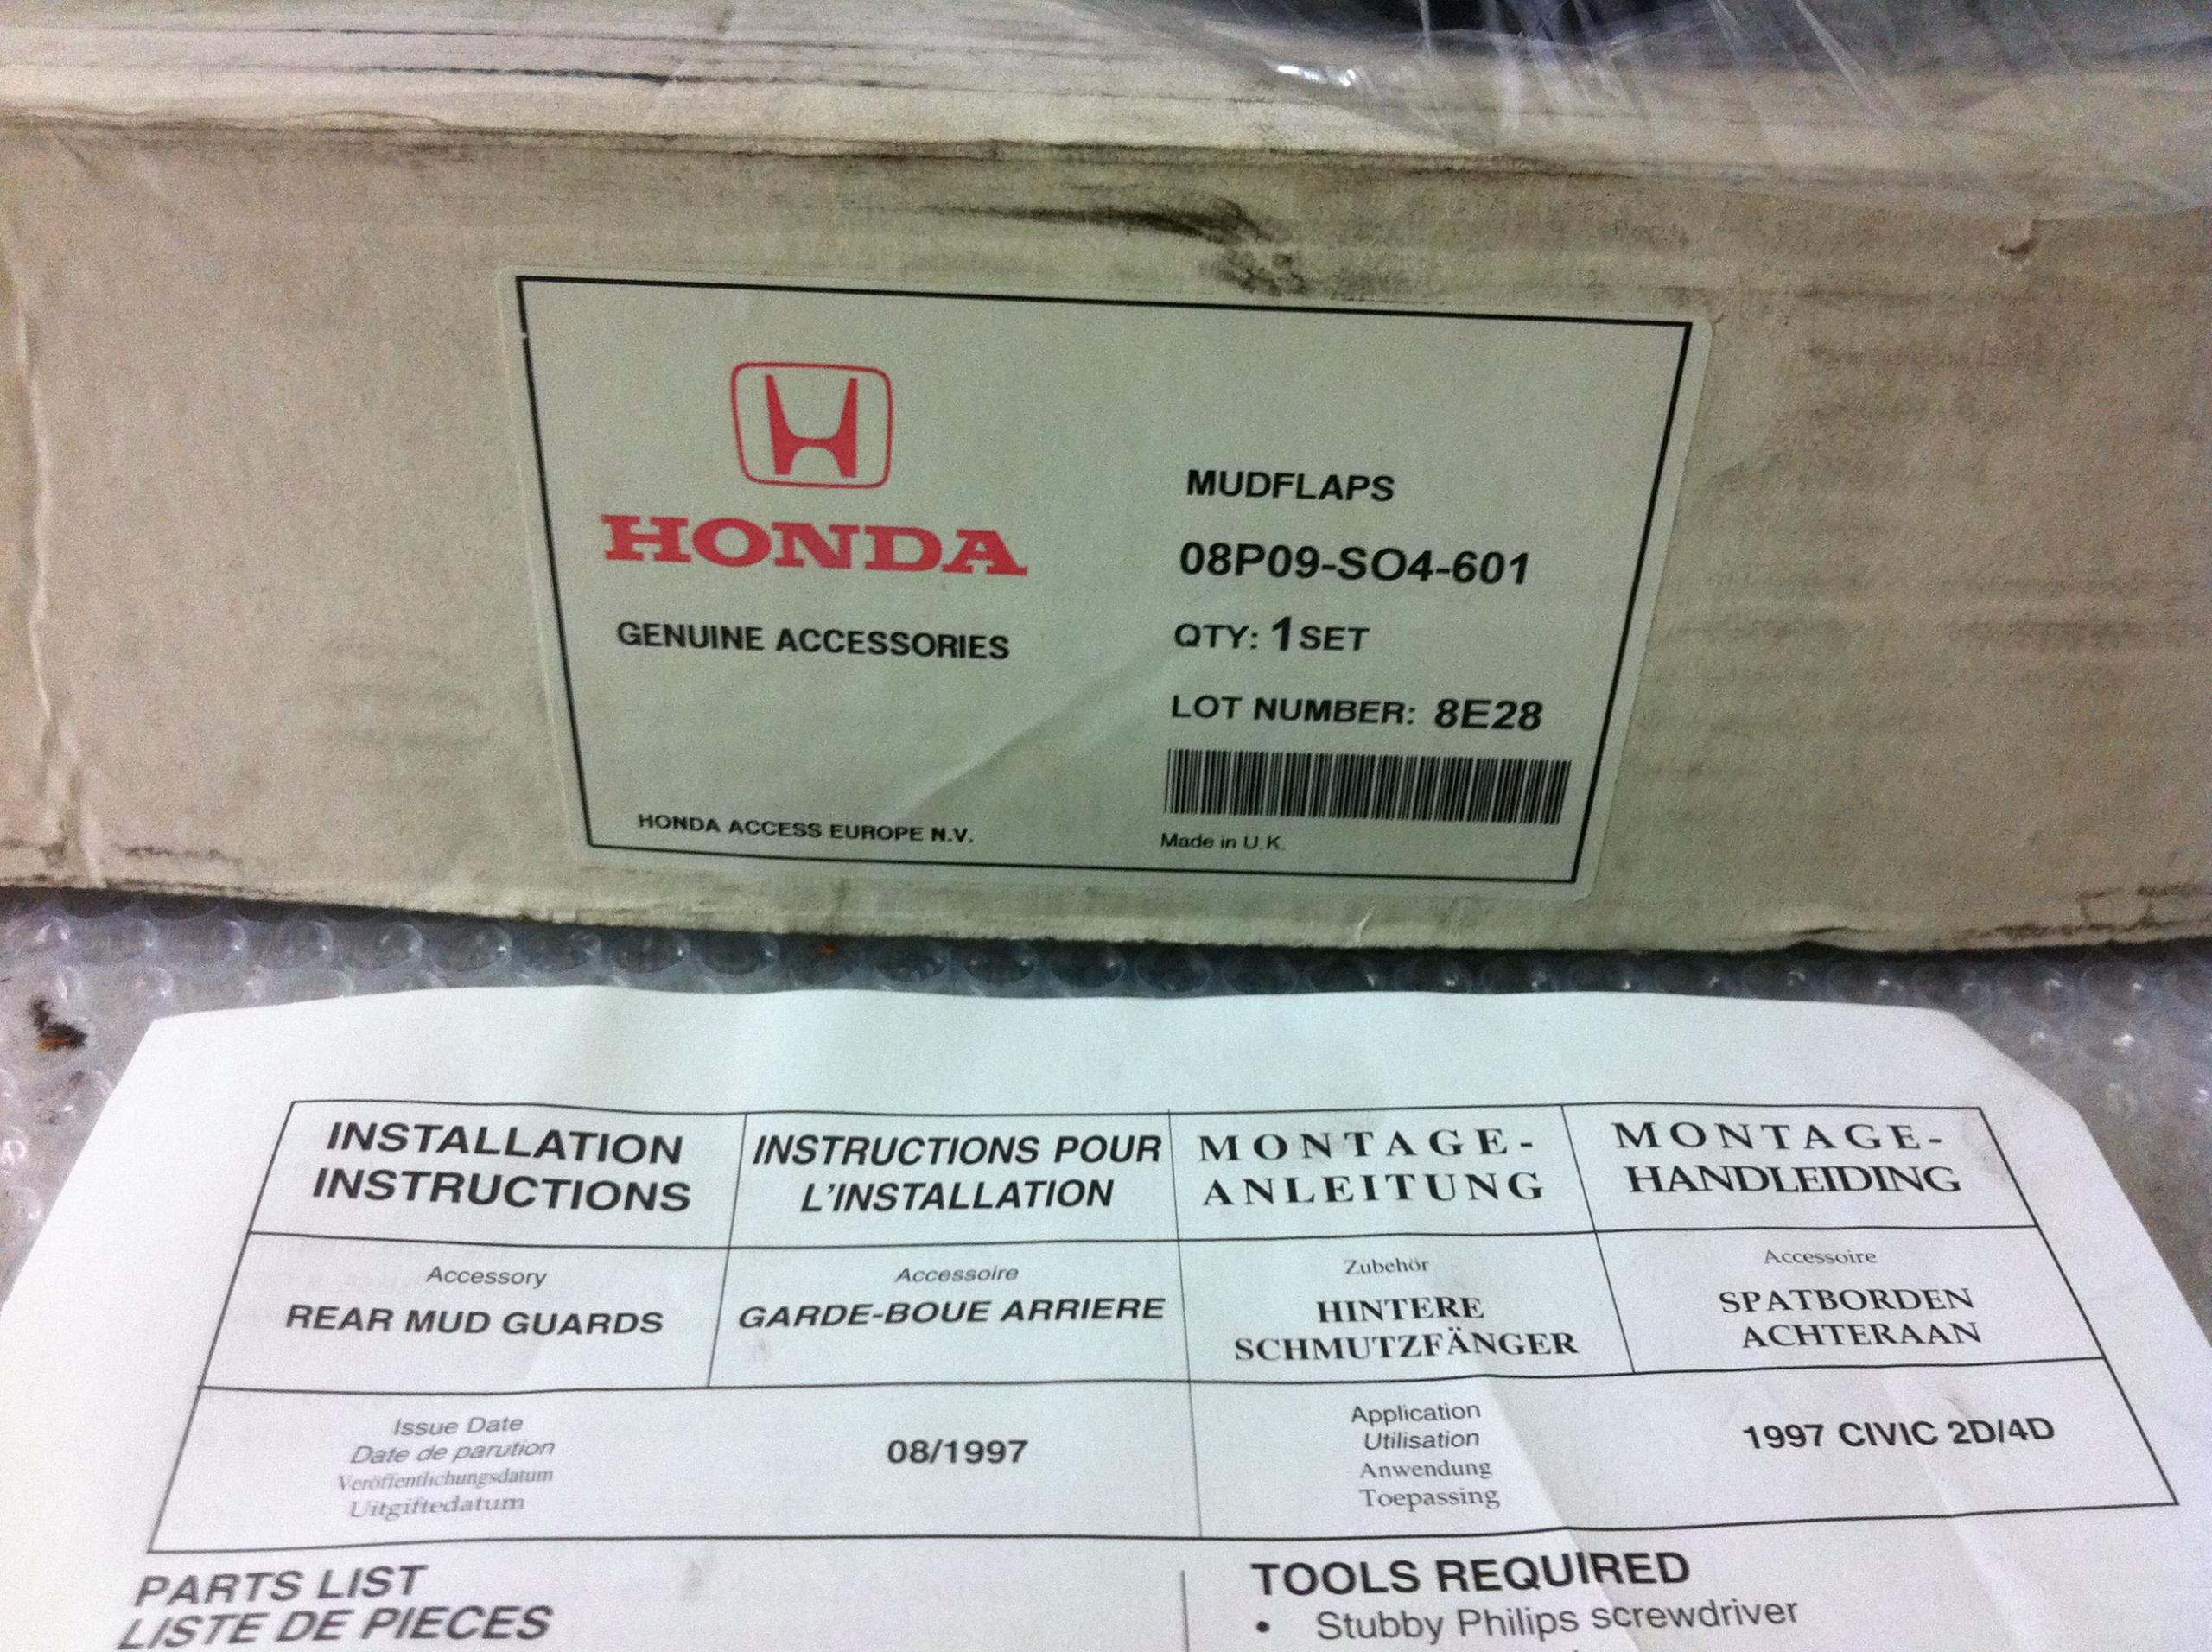 HONDA
GENUINE ACCESSORIES
HONDA ACCESS EUROPE N.V.
MUDFLAPS
08P09-SO4-601
QTY: 1 SET
LOT NUMBER: 8E28
Made in U.K.
INSTALLATION
INSTRUCTIONS
INSTRUCTIONS POUR
L'INSTALLATION
MONTAGE-
ANLEITUNG
MONTAGE-
HANDLEIDING
Accessory
REAR MUD GUARDS
Accessoire
GARDE-BOUE ARRIERE
Zubehör
HINTERE
SCHMUTZFÄNGER
Accessoire
SPATBORDEN
ACHTERAAN
Issue Date
Date de parution
Veröffentlichungsdatum
Uitgiftedatum
08/1997
Application
Utilisation
Anwendung
Toepassing
1997 CIVIC 2D/4D
PARTS LIST
LISTE DE PIECES
TOOLS REQUIRED
• Stubby Philips screwdriver